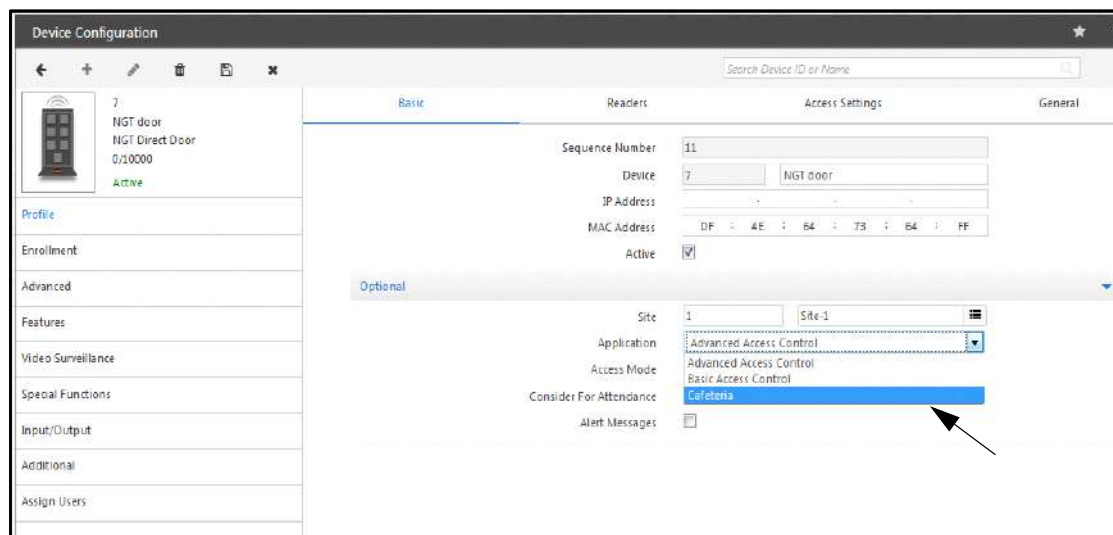 Device Configuration
Search Device ID or Name
7
NGT door
NGT Direct Door
0/10000
Active
Profile
Enrollment
Advanced
Features
Video Surveillance
Special Functions
Input/Output
Additional
Assign Users
Basic Readers Access Settings General
Sequence Number 11
Device 7 NGT door
IP Address . . .
MAC Address DF : 4E : 64 : 73 : 64 : FF
Active
Optional
Site 1 Site-1
Application Advanced Access Control
Advanced Access Control
Access Mode
Basic Access Control
Consider For Attendance Cafeteria
Alert Messages